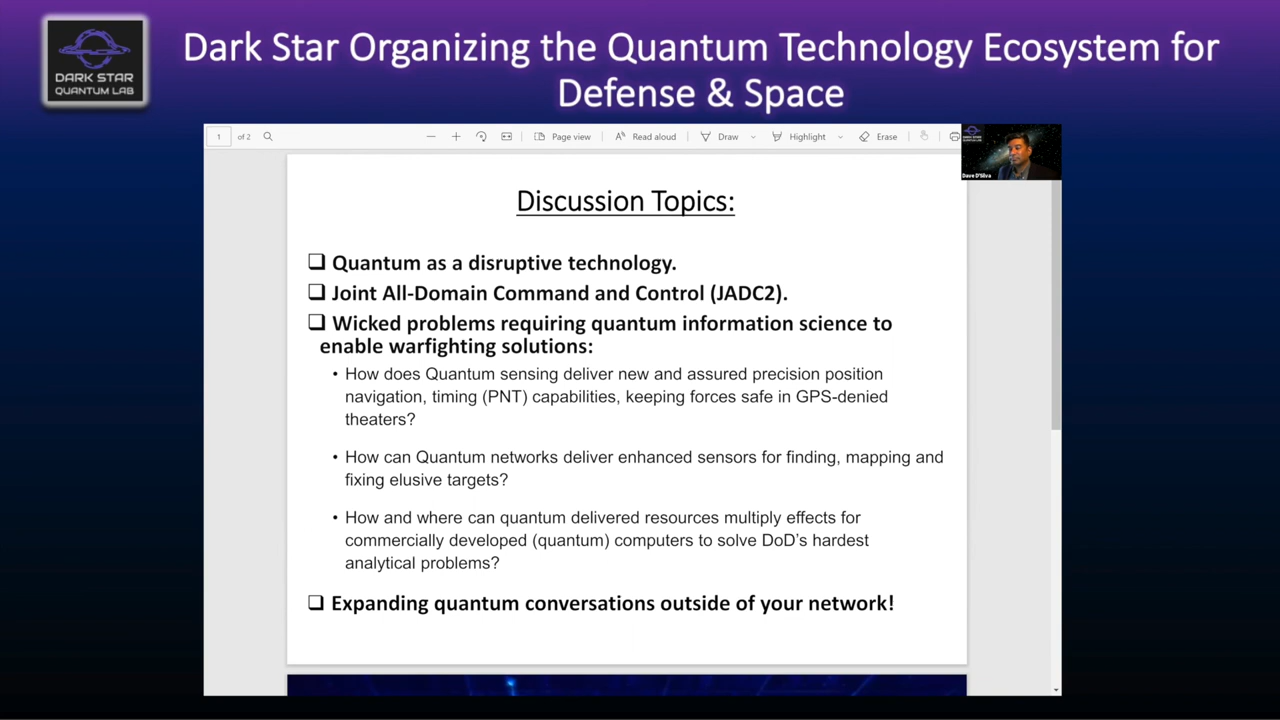 DARK STAR
QUANTUM LAB
Dark Star Organizing the Quantum Technology Ecosystem for
Defense & Space
1 of 2 Page view Read aloud Draw Highlight Erase
DARK STAR
Dave D'Silva
Discussion Topics:
Quantum as a disruptive technology.
Joint All-Domain Command and Control (JADC2).
Wicked problems requiring quantum information science to
enable warfighting solutions:
• How does Quantum sensing deliver new and assured precision position
navigation, timing (PNT) capabilities, keeping forces safe in GPS-denied
theaters?
• How can Quantum networks deliver enhanced sensors for finding, mapping and
fixing elusive targets?
• How and where can quantum delivered resources multiply effects for
commercially developed (quantum) computers to solve DoD's hardest
analytical problems?
Expanding quantum conversations outside of your network!